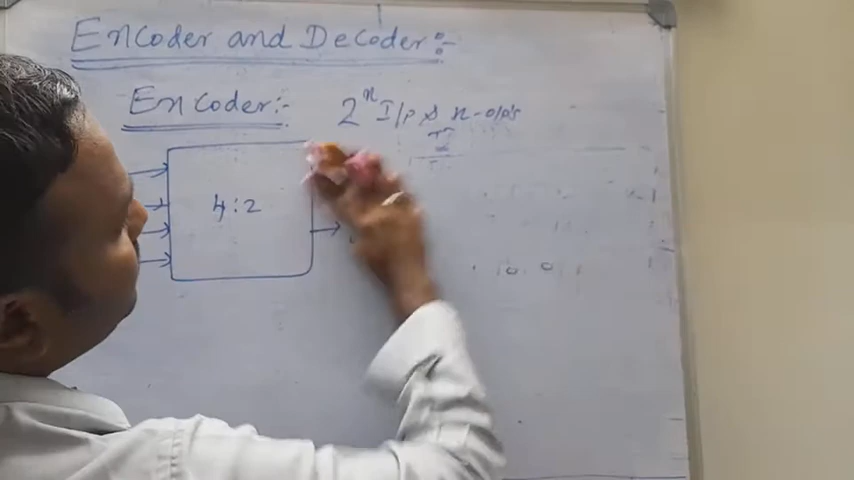 Encoder and Decoder:-
Encoder:- 2ⁿ I/p & n-o/p's
4:2